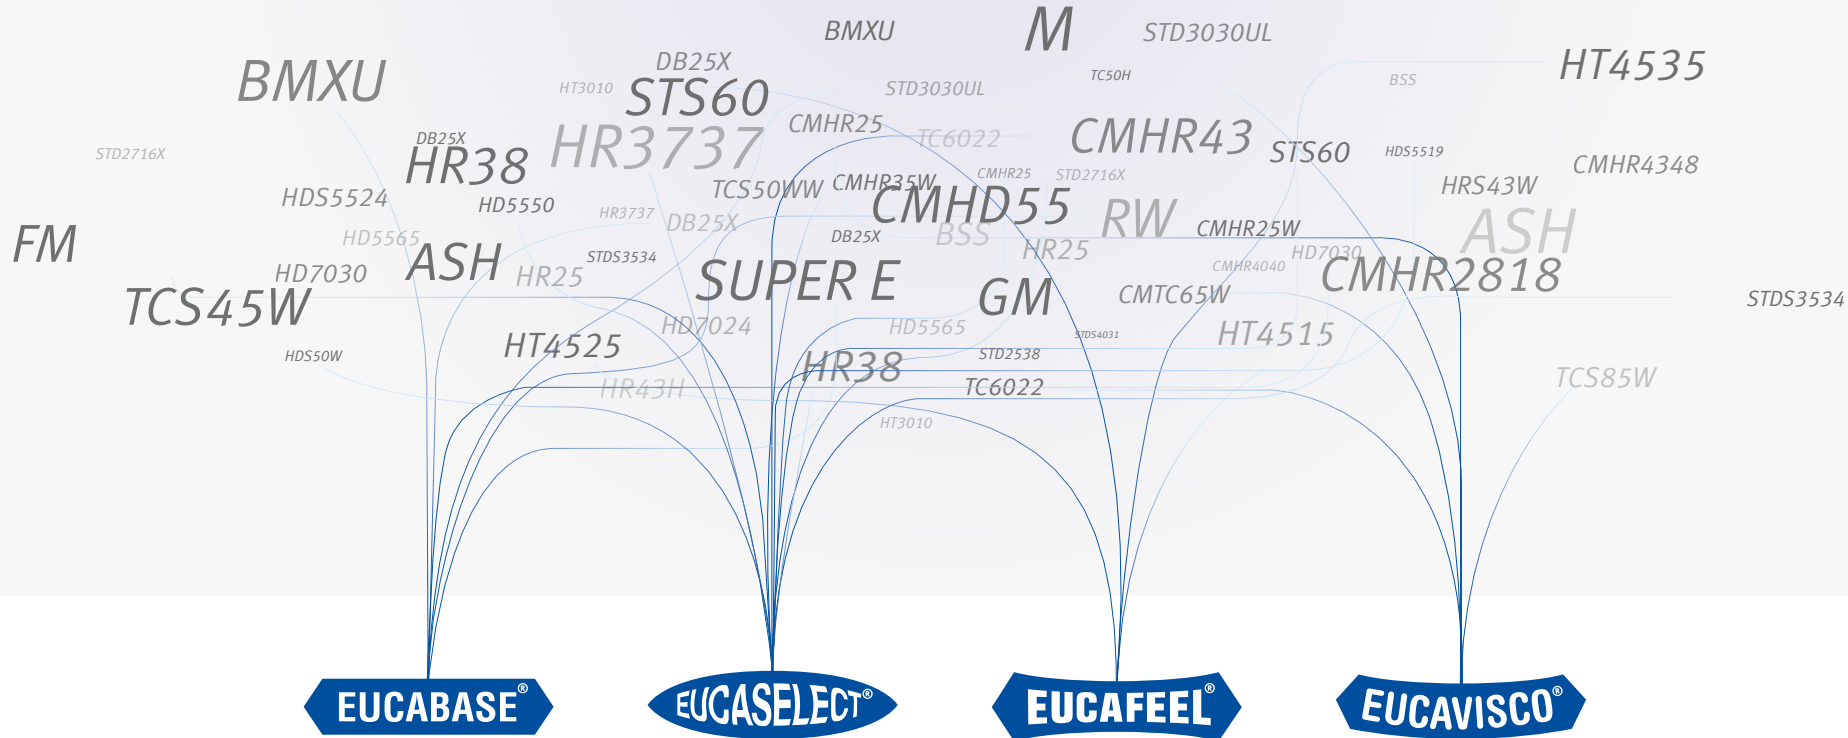 M
BMXU
STD3030UL
HT4535
DB25X
TC50H
BSS
BMXU
HT3010
STS60
STD3030UL
CMHR25
CMHR43
DB25X
HR3737
TC6022
STS60
HDS5519
STD2716X
HR38
CMHR4348
CMHR25
STD2716X
TCS50WW
CMHR35W
HRS43W
HDS5524
HD5550
CMHD55
HR3737
DB25X
RW
CMHR25W
ASH
FM
HD5565
DB25X
BSS
HR25
HD7030
STDS3534
ASH
HR25
CMHR4040
CMHR2818
HD7030
SUPER E
GM
CMTC65W
STDS3534
TCS45W
HD7024
HD5565
HT4515
STDS4031
HDS50W
HT4525
STD2538
HR38
TCS85W
HR43H
TC6022
HT3010
EUCABASE®
EUCASELECT®
EUCAFEEL®
EUCAVISCO®